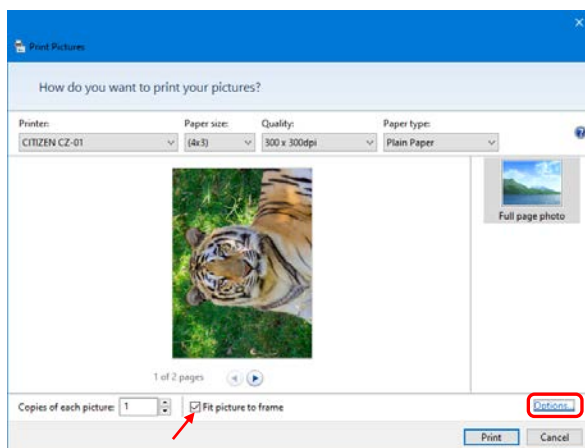 Print Pictures
How do you want to print your pictures?
Printer: Paper size: Quality: Paper type:
CITIZEN CZ-01 (4x3) 300 x 300dpi Plain Paper
Full page photo
1 of 2 pages
Copies of each picture: 1 Fit picture to frame Options...
Print Cancel